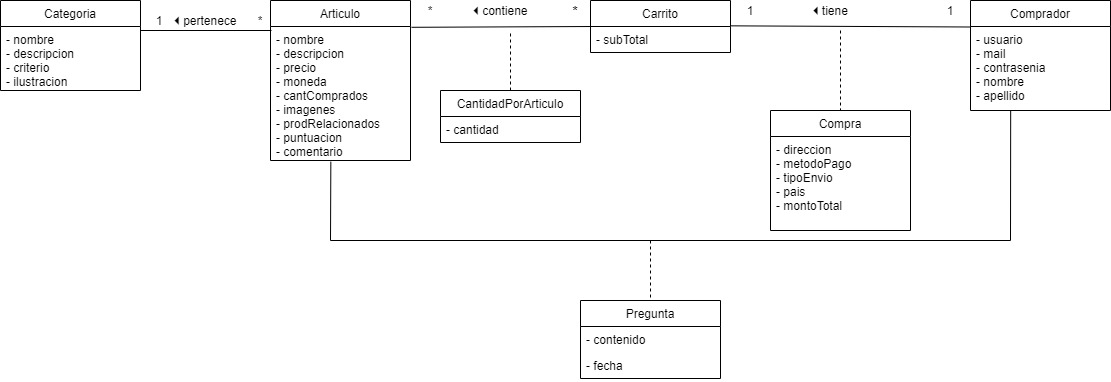 Categoria
- nombre
- descripcion
- criterio
- ilustracion
1 ◄ pertenece *
Articulo
- nombre
- descripcion
- precio
- moneda
- cantComprados
- imagenes
- prodRelacionados
- puntuacion
- comentario
* ◄ contiene *
CantidadPorArticulo
- cantidad
Carrito
- subTotal
1 ◄ tiene 1
Compra
- direccion
- metodoPago
- tipoEnvio
- pais
- montoTotal
Comprador
- usuario
- mail
- contrasenia
- nombre
- apellido
Pregunta
- contenido
- fecha